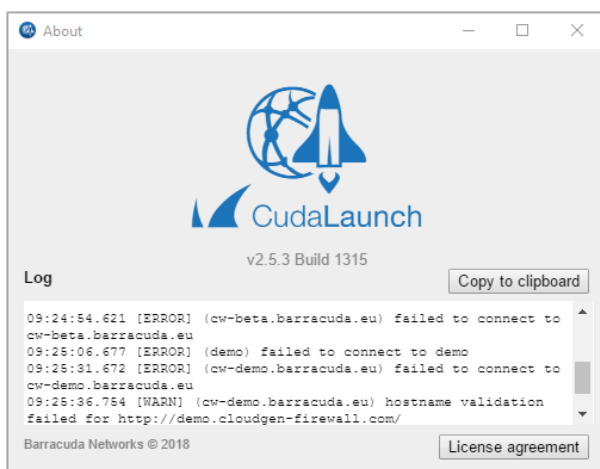 About
CudaLaunch
v2.5.3 Build 1315
Log
Copy to clipboard
09:24:54.621 [ERROR] (cw-beta.barracuda.eu) failed to connect to
cw-beta.barracuda.eu
09:25:06.677 [ERROR] (demo) failed to connect to demo
09:25:31.672 [ERROR] (cw-demo.barracuda.eu) failed to connect to
cw-demo.barracuda.eu
09:25:36.754 [WARN] (cw-demo.barracuda.eu) hostname validation
failed for http://demo.cloudgen-firewall.com/
Barracuda Networks © 2018
License agreement